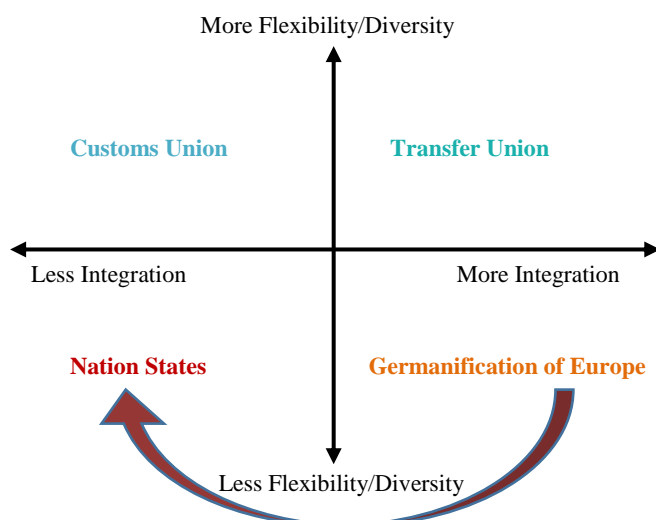 More Flexibility/Diversity
Customs Union
Transfer Union
Less Integration
More Integration
Nation States
Germanification of Europe
Less Flexibility/Diversity